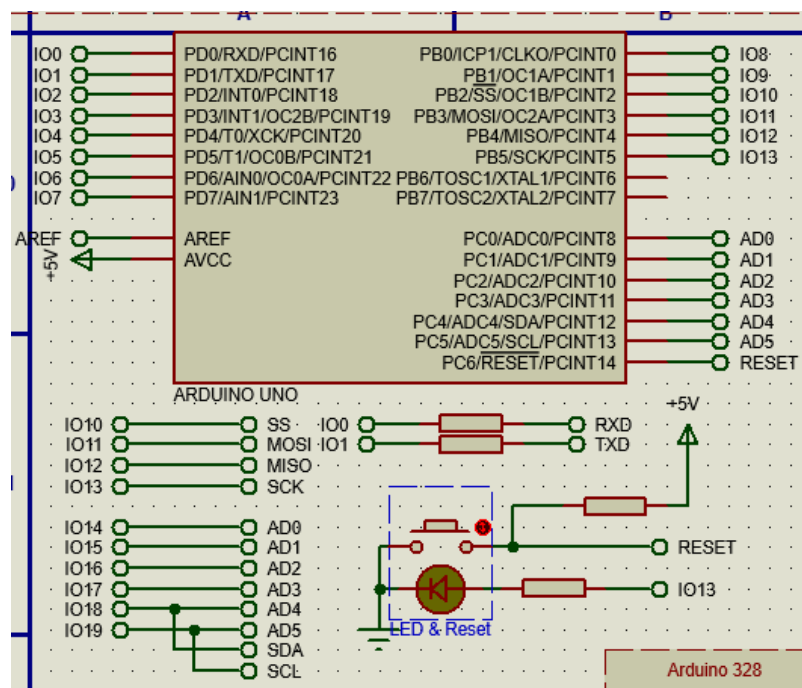 A B
IO0 PD0/RXD/PCINT16 PB0/ICP1/CLKO/PCINT0 IO8
IO1 PD1/TXD/PCINT17 PB1/OC1A/PCINT1 IO9
IO2 PD2/INT0/PCINT18 PB2/SS/OC1B/PCINT2 IO10
IO3 PD3/INT1/OC2B/PCINT19 PB3/MOSI/OC2A/PCINT3 IO11
IO4 PD4/T0/XCK/PCINT20 PB4/MISO/PCINT4 IO12
IO5 PD5/T1/OC0B/PCINT21 PB5/SCK/PCINT5 IO13
IO6 PD6/AIN0/OC0A/PCINT22 PB6/TOSC1/XTAL1/PCINT6
IO7 PD7/AIN1/PCINT23 PB7/TOSC2/XTAL2/PCINT7
AREF AREF PC0/ADC0/PCINT8 AD0
+5V AVCC PC1/ADC1/PCINT9 AD1
PC2/ADC2/PCINT10 AD2
PC3/ADC3/PCINT11 AD3
PC4/ADC4/SDA/PCINT12 AD4
PC5/ADC5/SCL/PCINT13 AD5
PC6/RESET/PCINT14 RESET
ARDUINO UNO
+5V
IO10 SS IO0 RXD
IO11 MOSI IO1 TXD
IO12 MISO
IO13 SCK
IO14 AD0
IO15 AD1 RESET
IO16 AD2
IO17 AD3 IO13
IO18 AD4
IO19 AD5 LED & Reset
SDA
SCL Arduino 328